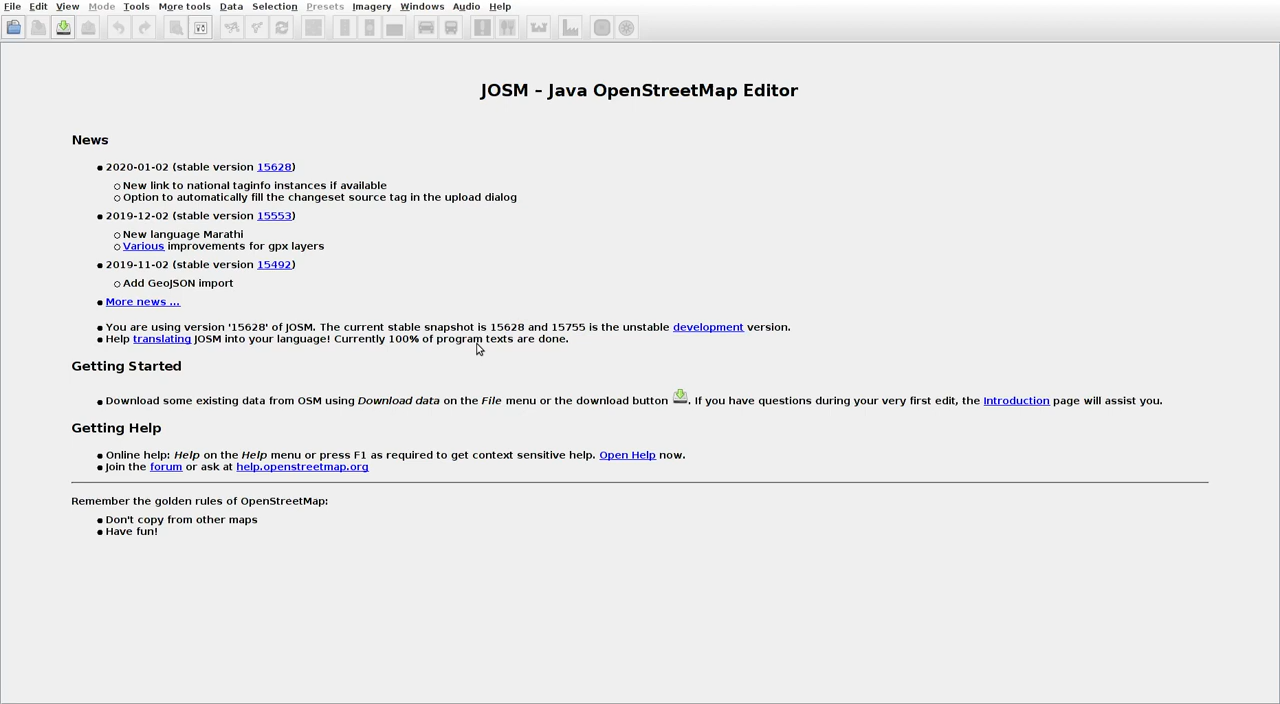 File Edit View Mode Tools More tools Data Selection Presets Imagery Windows Audio Help
JOSM – Java OpenStreetMap Editor
News
2020-01-02 (stable version 15628)
New link to national taginfo instances if available
Option to automatically fill the changeset source tag in the upload dialog
2019-12-02 (stable version 15553)
New language Marathi
Various improvements for gpx layers
2019-11-02 (stable version 15492)
Add GeoJSON import
More news ...
You are using version '15628' of JOSM. The current stable snapshot is 15628 and 15755 is the unstable development version.
Help translating JOSM into your language! Currently 100% of program texts are done.
Getting Started
Download some existing data from OSM using Download data on the File menu or the download button . If you have questions during your very first edit, the Introduction page will assist you.
Getting Help
Online help: Help on the Help menu or press F1 as required to get context sensitive help. Open Help now.
Join the forum or ask at help.openstreetmap.org
Remember the golden rules of OpenStreetMap:
Don't copy from other maps
Have fun!